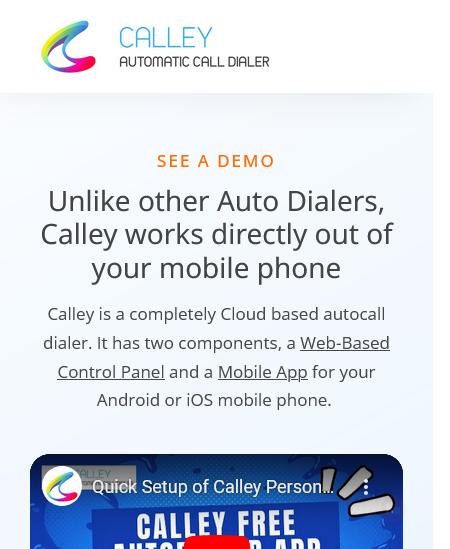 CALLEY
AUTOMATIC CALL DIALER
SEE A DEMO
Unlike other Auto Dialers,
Calley works directly out of
your mobile phone
Calley is a completely Cloud based autocall
dialer. It has two components, a Web-Based
Control Panel and a Mobile App for your
Android or iOS mobile phone.
CALLEY
Quick Setup of Calley Person...
CALLEY FREE